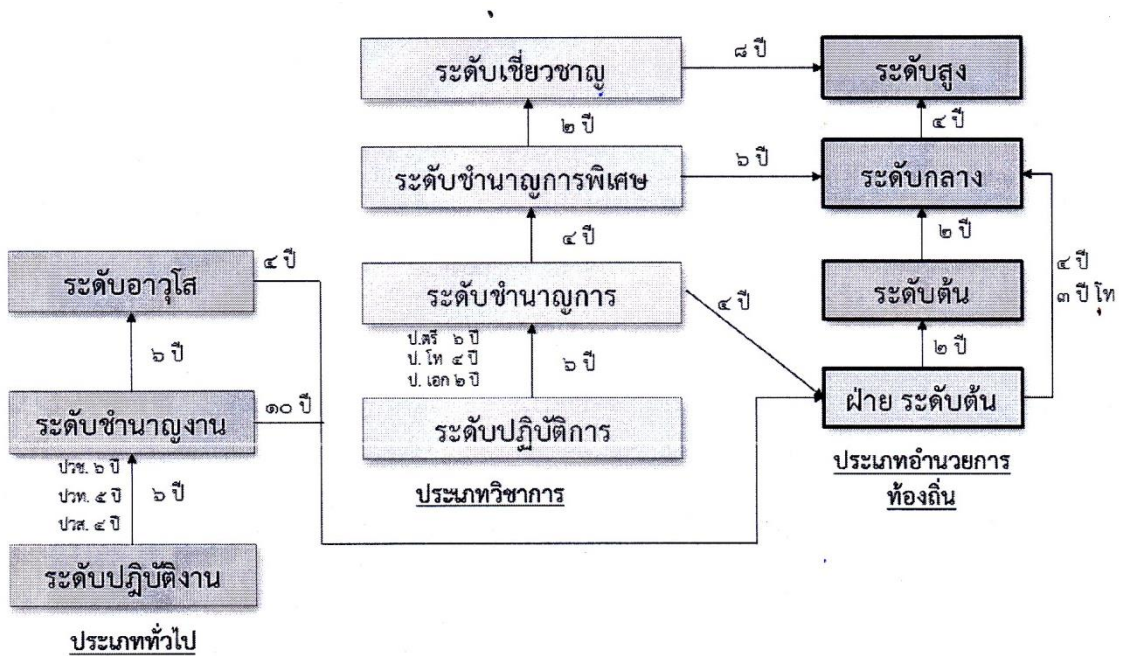 ระดับเชี่ยวชาญ
๘ ปี
ระดับสูง
๒ ปี
๔ ปี
ระดับชำนาญการพิเศษ
๖ ปี
ระดับกลาง
๔ ปี
๒ ปี
ระดับอาวุโส
๔ ปี
ระดับชำนาญการ
๔ ปี
ระดับต้น
๔ ปี
๓ ปี โท
๖ ปี
ป.ตรี ๖ ปี
ป. โท ๔ ปี
ป. เอก ๒ ปี
๖ ปี
๒ ปี
ระดับชำนาญงาน
๑๐ ปี
ระดับปฏิบัติการ
ฝ่าย ระดับต้น
ปวช. ๖ ปี
ปวท. ๕ ปี
ปวส. ๔ ปี
๖ ปี
ประเภทวิชาการ
ประเภทอำนวยการ
ท้องถิ่น
ระดับปฏิบัติงาน
ประเภททั่วไป